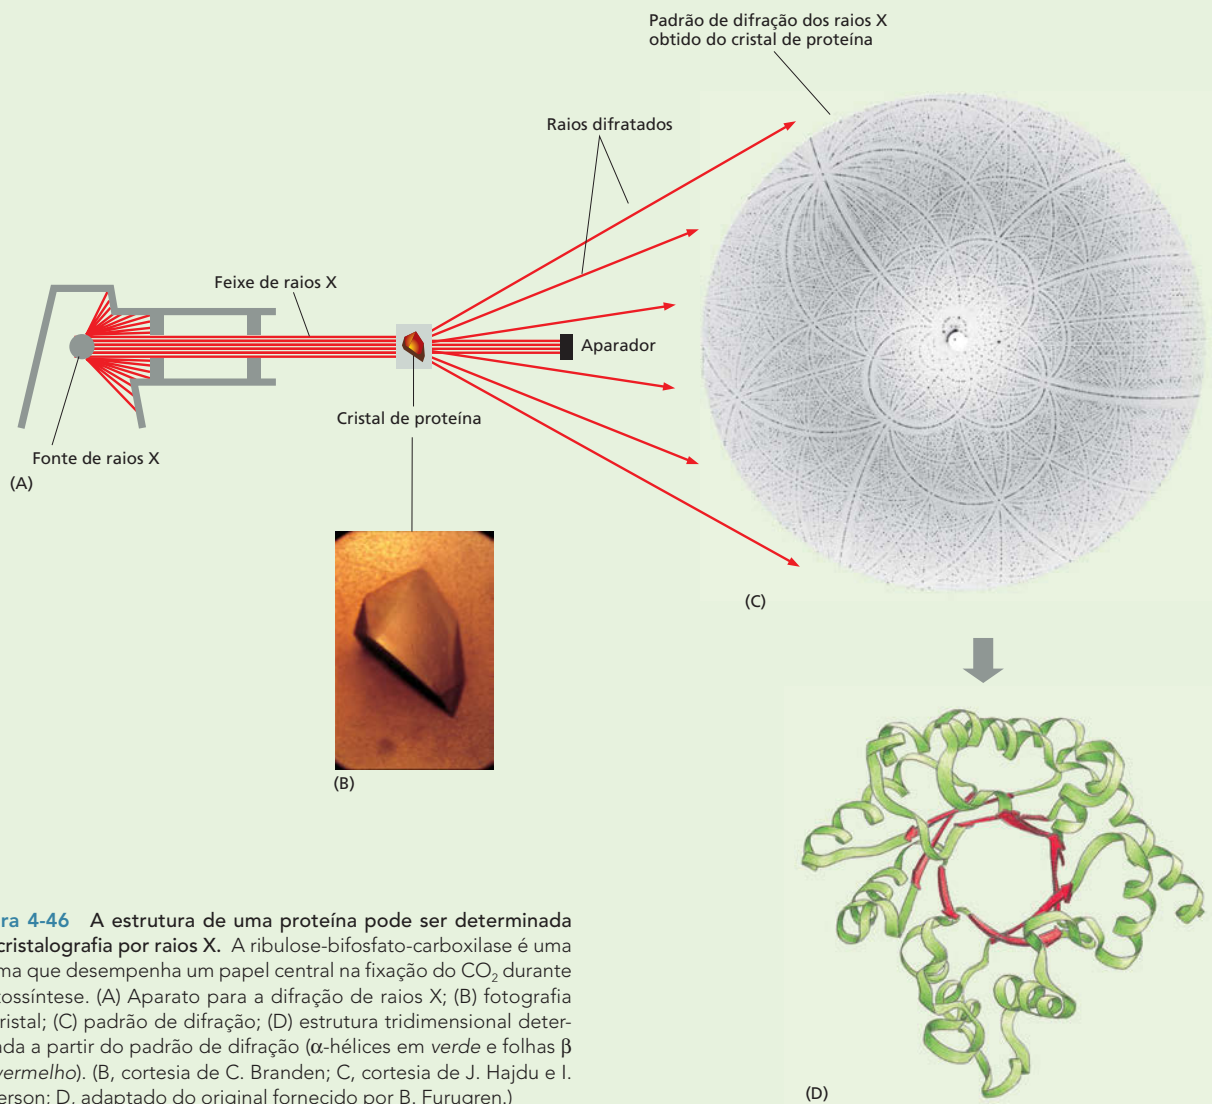 Padrão de difração dos raios X
obtido do cristal de proteína
Raios difratados
Feixe de raios X
Aparador
Cristal de proteína
Fonte de raios X
(A)
(C)
(B)
ra 4-46 A estrutura de uma proteína pode ser determinada
cristalografia por raios X. A ribulose-bifosfato-carboxilase é uma
ma que desempenha um papel central na fixação do CO₂ durante
tossíntese. (A) Aparato para a difração de raios X; (B) fotografia
ristal; (C) padrão de difração; (D) estrutura tridimensional deter-
ada a partir do padrão de difração (α-hélices em verde e folhas β
vermelho). (B, cortesia de C. Branden; C, cortesia de J. Hajdu e I.
erson; D, adaptado do original fornecido por B. Furugren.)
(D)